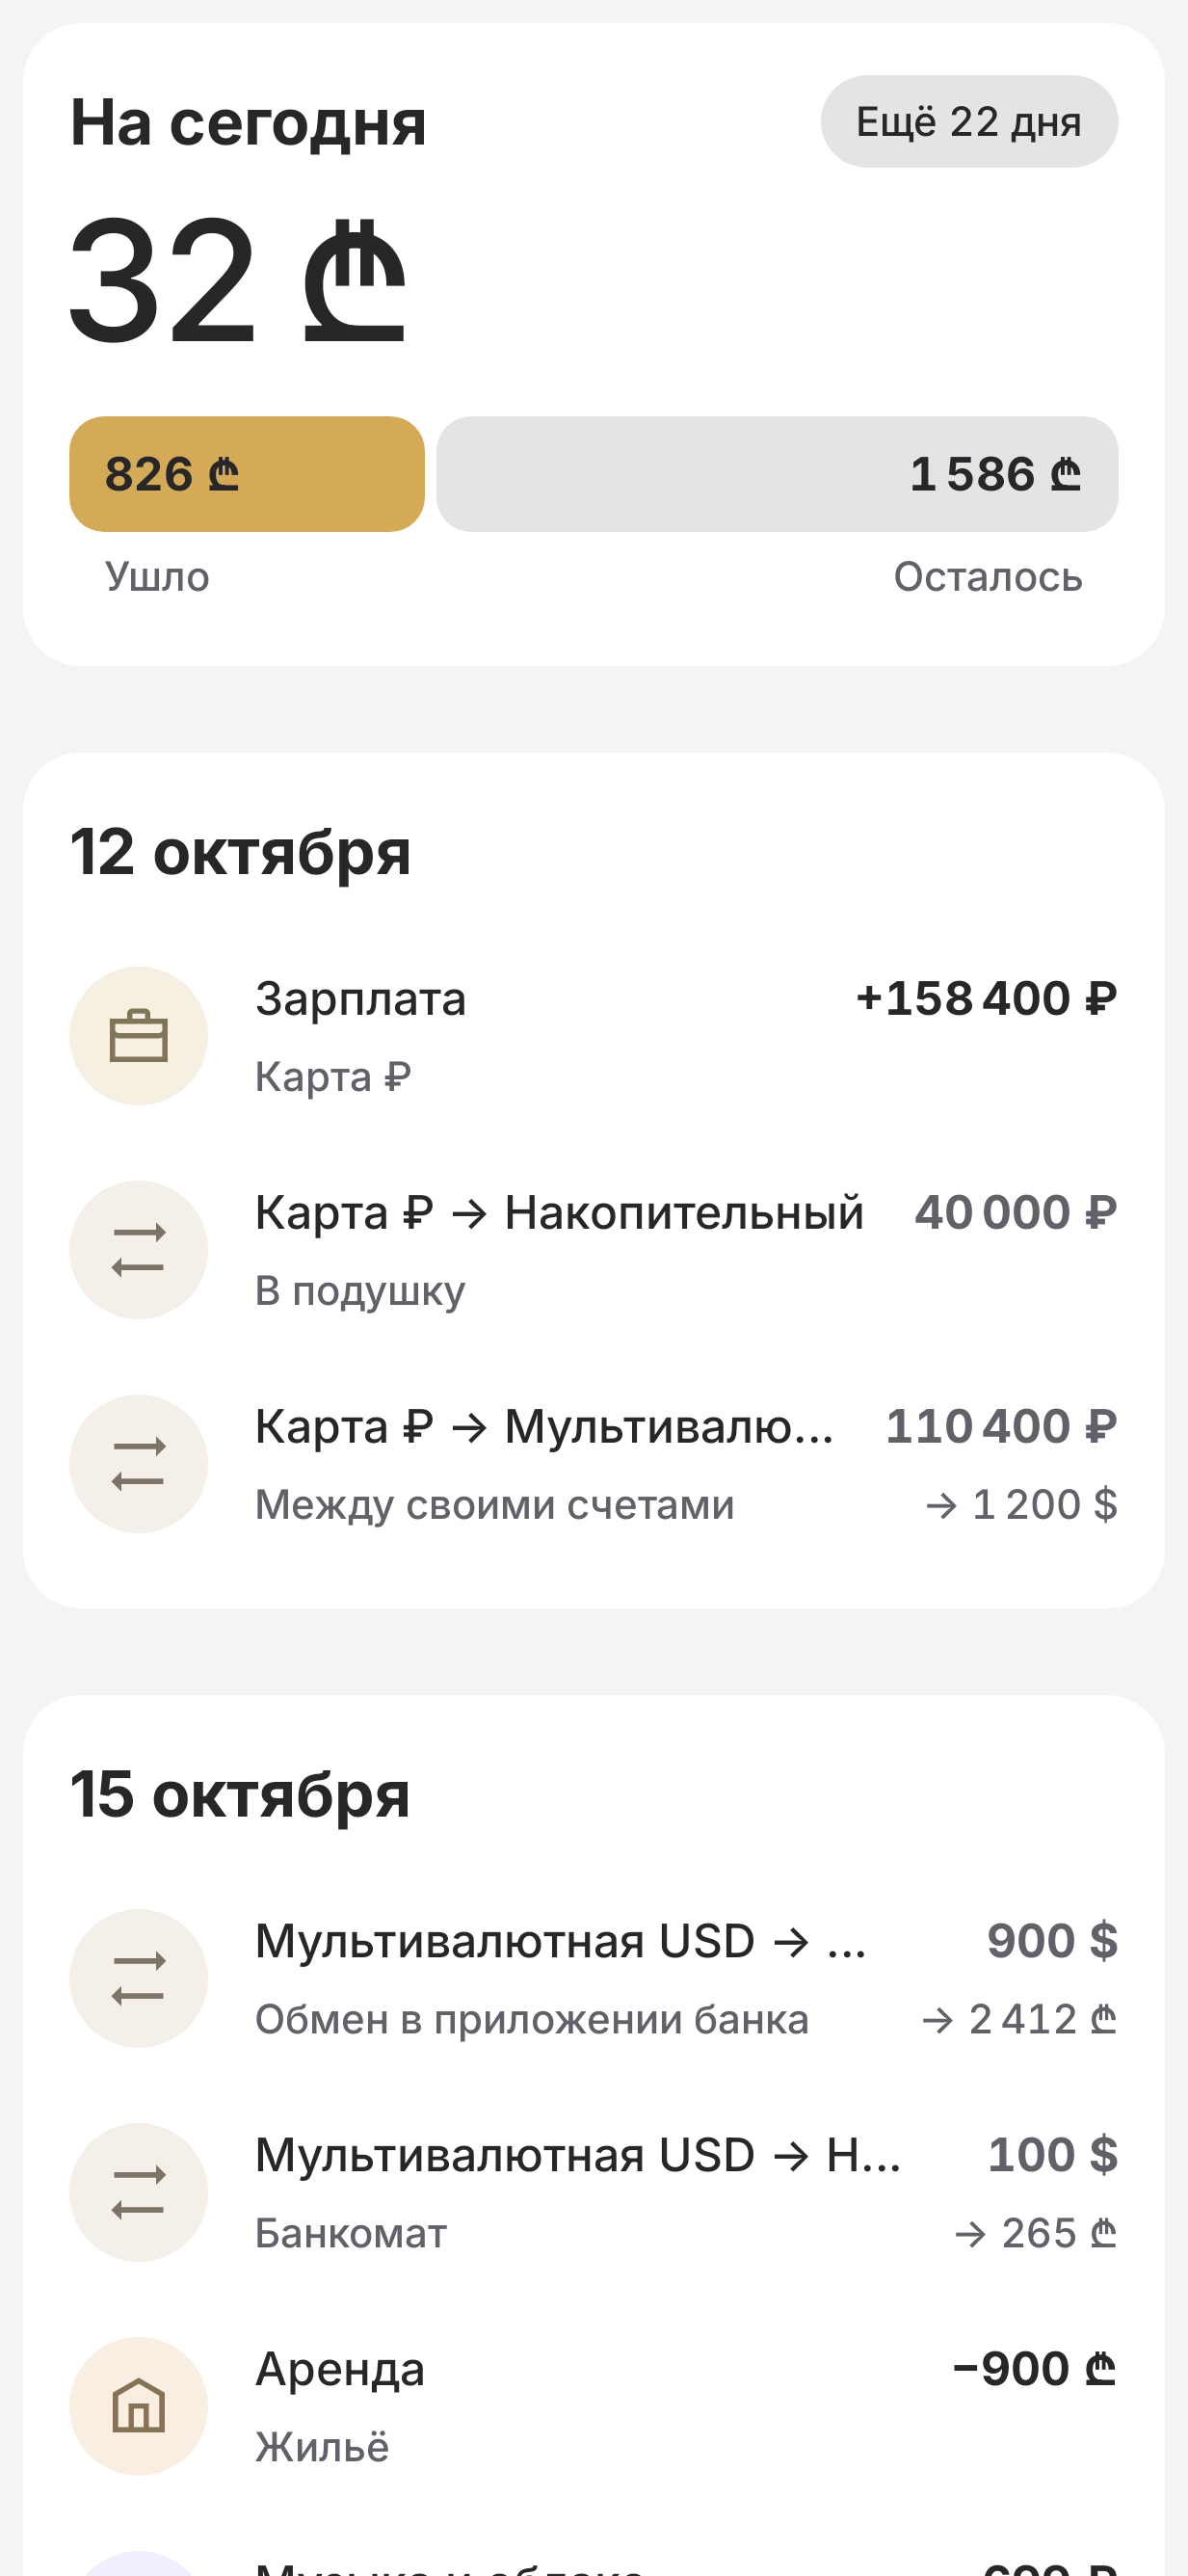 На сегодня
Ещё 22 дня
32 ₾
826 ₾
1 586 ₾
Ушло
Осталось
12 октября
Зарплата
+158 400 ₽
Карта ₽
Карта ₽ → Накопительный
40 000 ₽
В подушку
Карта ₽ → Мультивалю...
110 400 ₽
Между своими счетами
→ 1 200 $
15 октября
Мультивалютная USD → ...
900 $
Обмен в приложении банка
→ 2 412 ₾
Мультивалютная USD → Н...
100 $
Банкомат
→ 265 ₾
Аренда
−900 ₾
Жильё